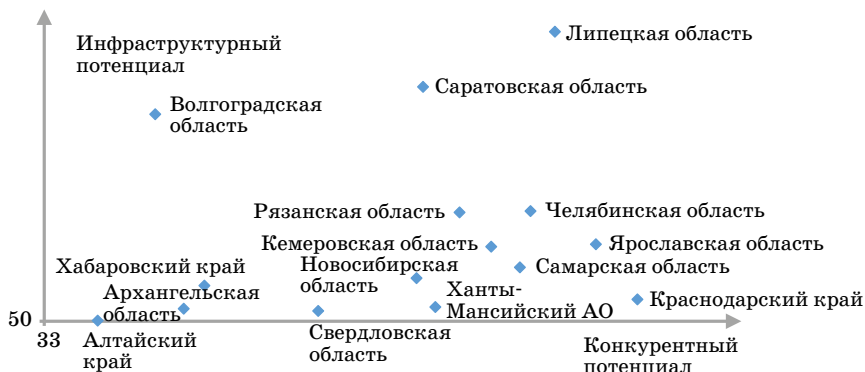 Инфраструктурный
потенциал
Липецкая область
Саратовская область
Волгоградская
область
Рязанская область
Челябинская область
Кемеровская область
Ярославская область
Хабаровский край
Новосибирская
область
Самарская область
Архангельская
область
Ханты-
Мансийский АО
Краснодарский край
50
33
Алтайский
край
Свердловская
область
Конкурентный
потенциал